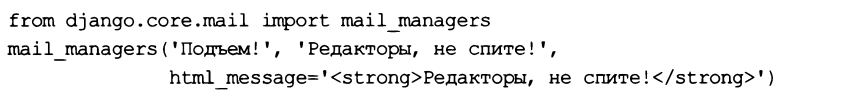 from django.core.mail import mail_managers
mail_managers('Подъем!', 'Редакторы, не спите!',
html_message='<strong>Редакторы, не спите!</strong>')